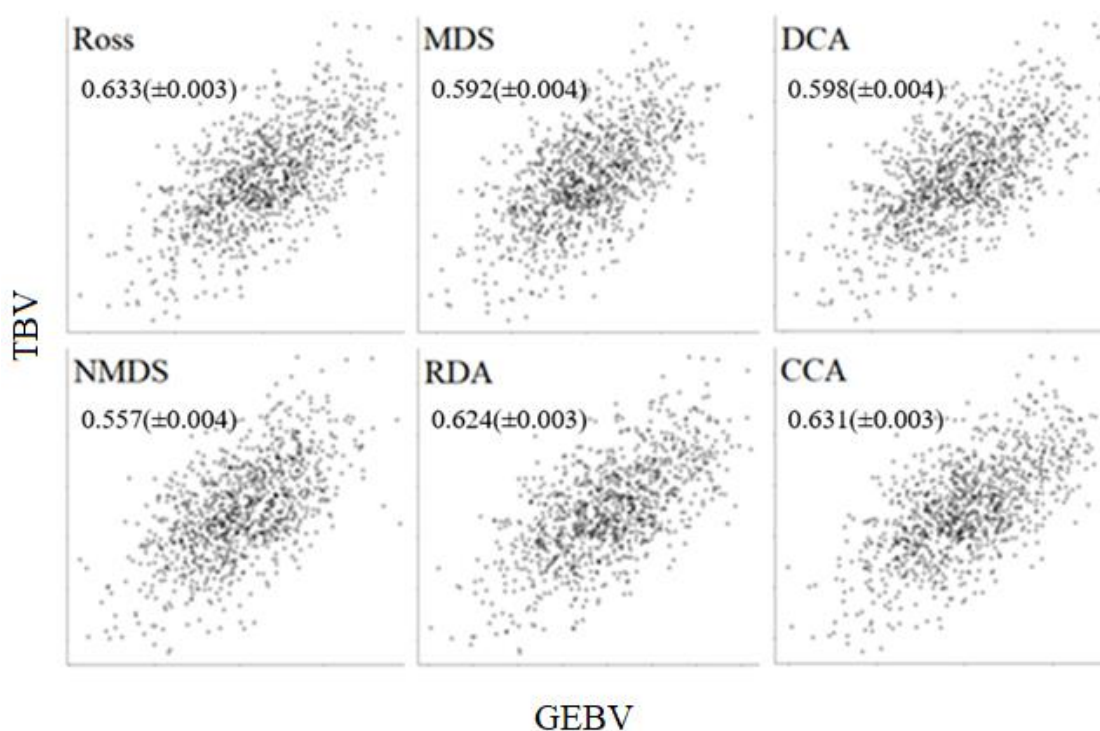 Ross
0.633(±0.003)
MDS
0.592(±0.004)
DCA
0.598(±0.004)
TBV
NMDS
0.557(±0.004)
RDA
0.624(±0.003)
CCA
0.631(±0.003)
GEBV